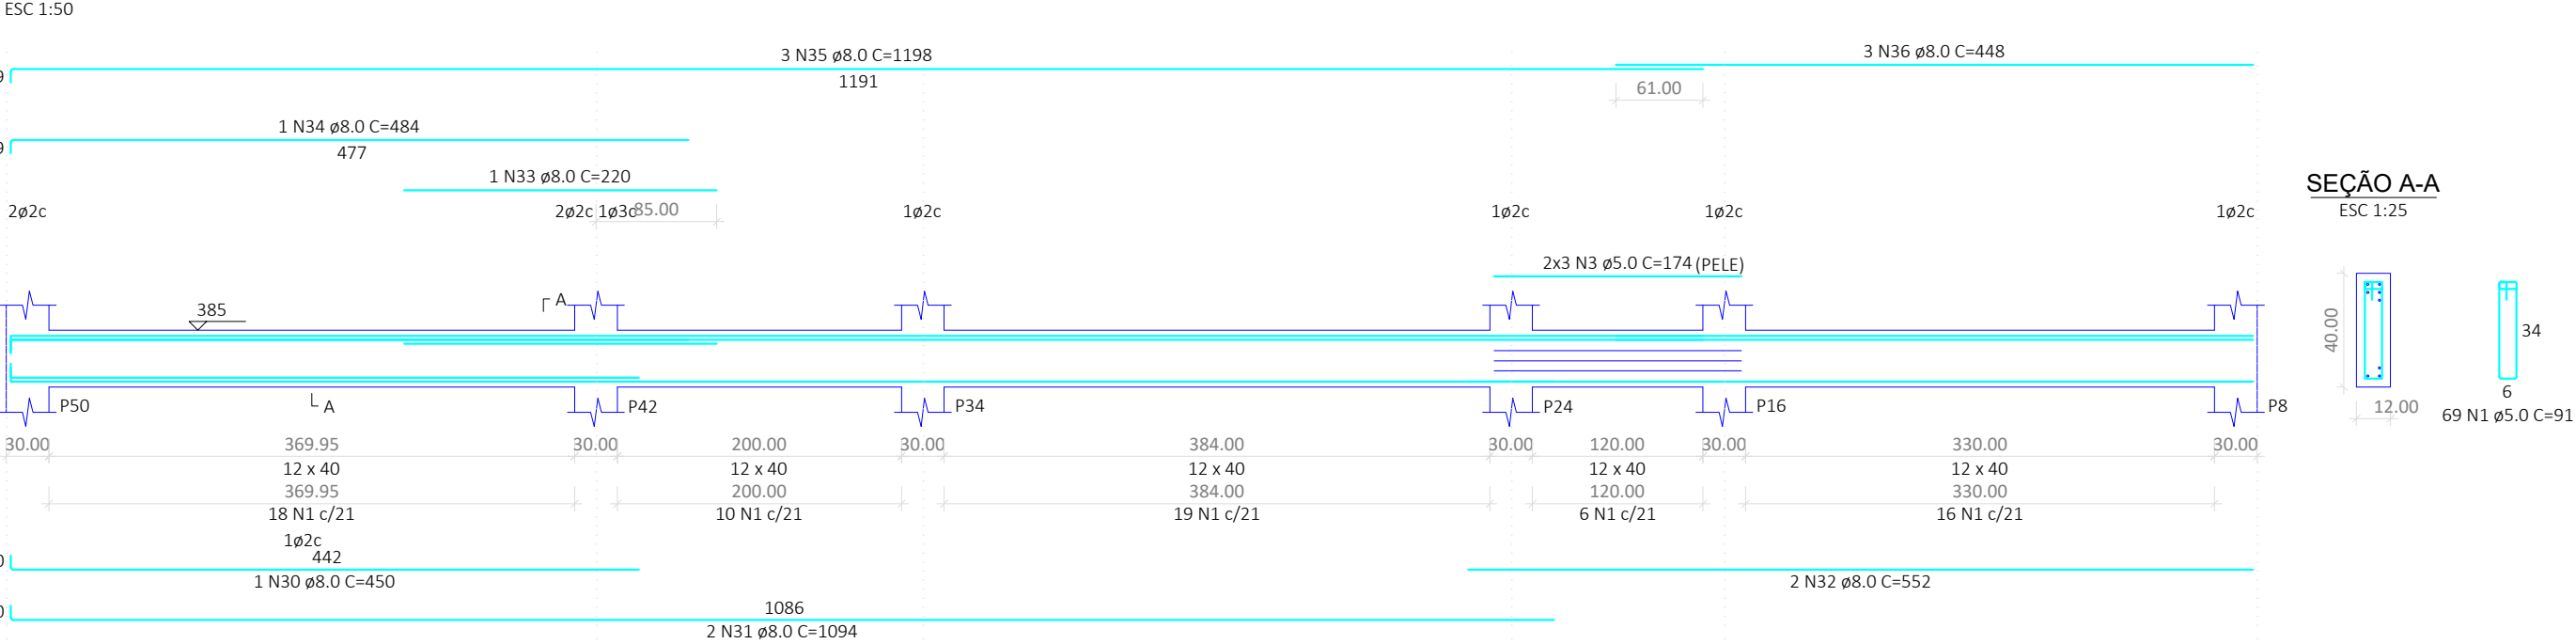 ESC 1:50
3 N35 ø8.0 C=1198
3 N36 ø8.0 C=448
1191
61.00
1 N34 ø8.0 C=484
477
1 N33 ø8.0 C=220
SEÇÃO A-A
ESC 1:25
2ø2c
2ø2c 1ø3c 85.00
1ø2c
1ø2c
1ø2c
1ø2c
2x3 N3 ø5.0 C=174 (PELE)
385
A
40.00
34
A
P50
P42
P34
P24
P16
P8
6
12.00
69 N1 ø5.0 C=91
30.00 369.95 30.00 200.00 30.00 384.00 30.00 120.00 30.00 330.00 30.00
12 x 40 12 x 40 12 x 40 12 x 40 12 x 40
369.95 200.00 384.00 120.00 330.00
18 N1 c/21 10 N1 c/21 19 N1 c/21 6 N1 c/21 16 N1 c/21
1ø2c
442
1 N30 ø8.0 C=450
2 N32 ø8.0 C=552
1086
2 N31 ø8.0 C=1094